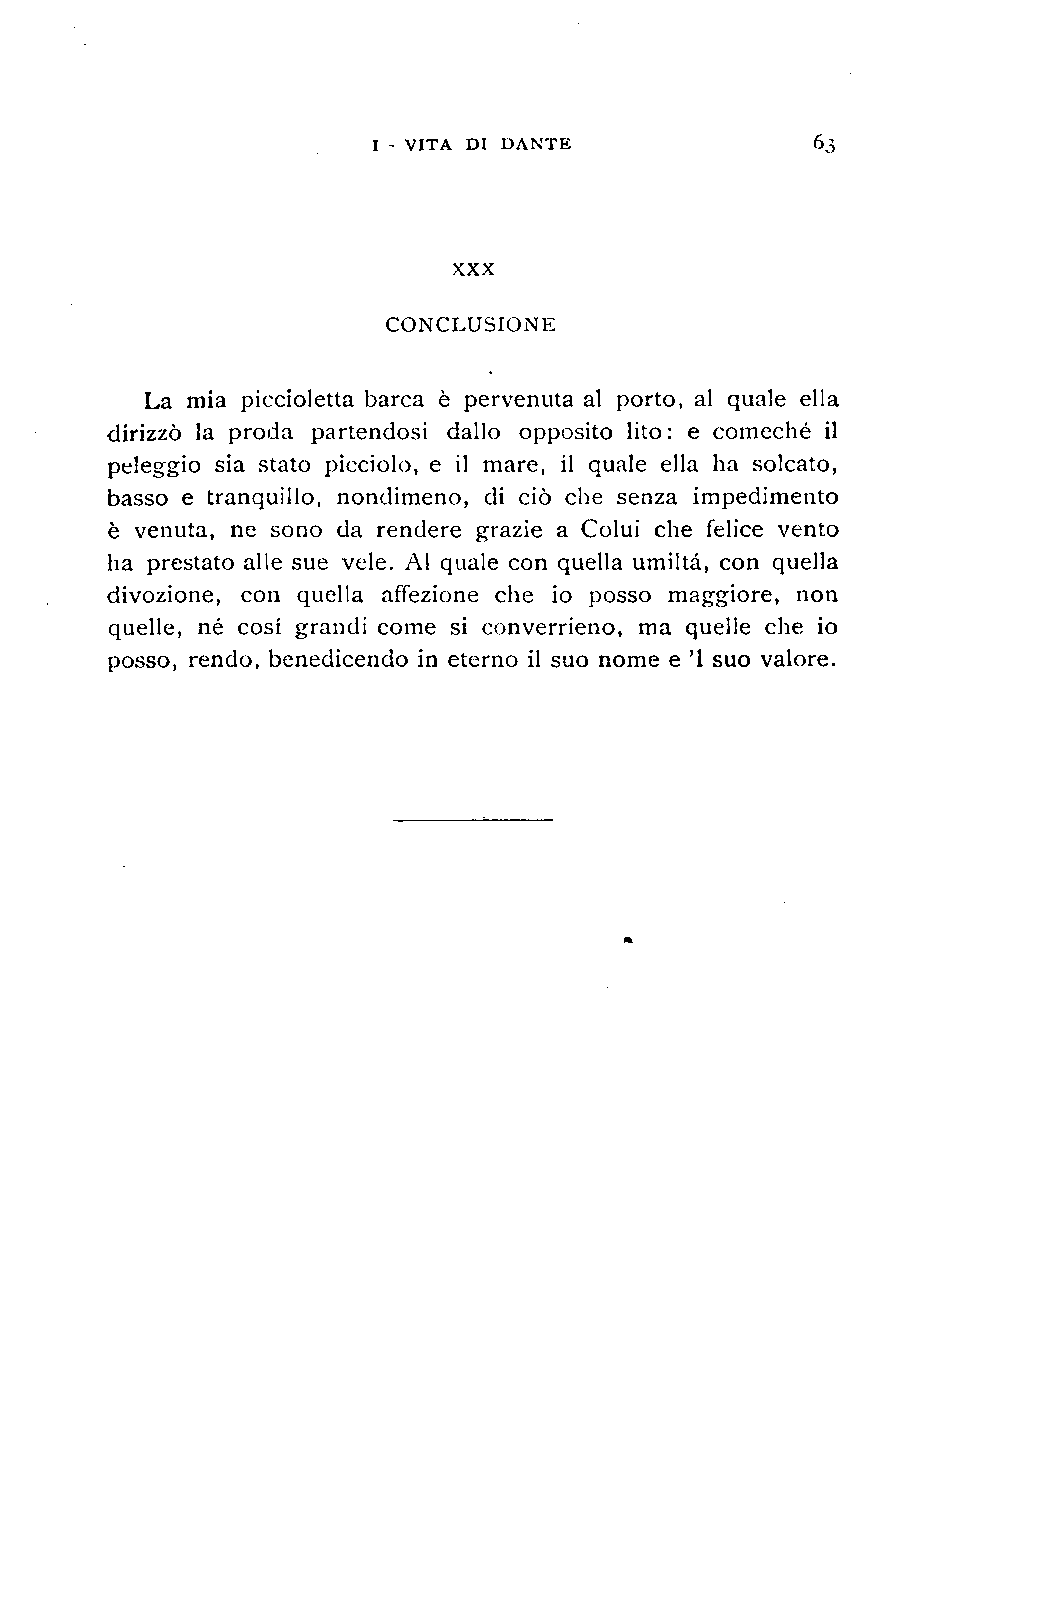 I - VITA DI DANTE 63
XXX
CONCLUSIONE
La mia piccioletta barca è pervenuta al porto, al quale ella
dirizzò la proda partendosi dallo opposito lito: e comeché il
peleggio sia stato picciolo, e il mare, il quale ella ha solcato,
basso e tranquillo, nondimeno, di ciò che senza impedimento
è venuta, ne sono da rendere grazie a Colui che felice vento
ha prestato alle sue vele. Al quale con quella umiltá, con quella
divozione, con quella affezione che io posso maggiore, non
quelle, né cosí grandi come si converrieno, ma quelle che io
posso, rendo, benedicendo in eterno il suo nome e 'l suo valore.